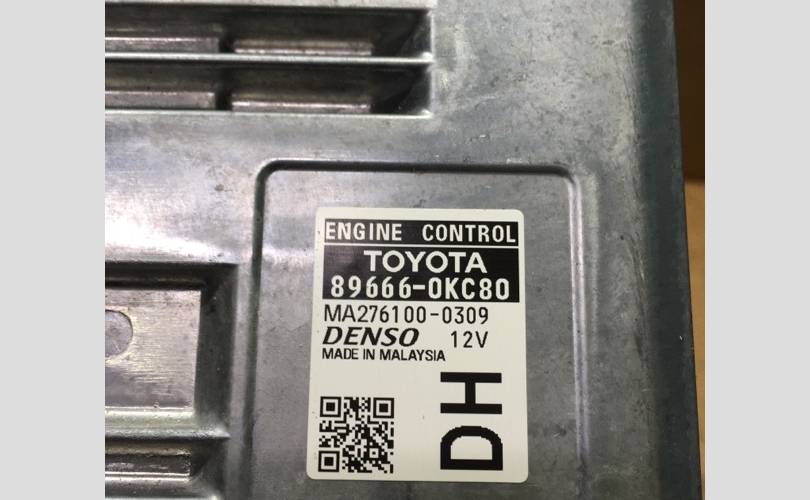 ENGINE CONTROL
TOYOTA
89666-0KC80
MA276100-0309
DENSO 12V
MADE IN MALAYSIA
DH